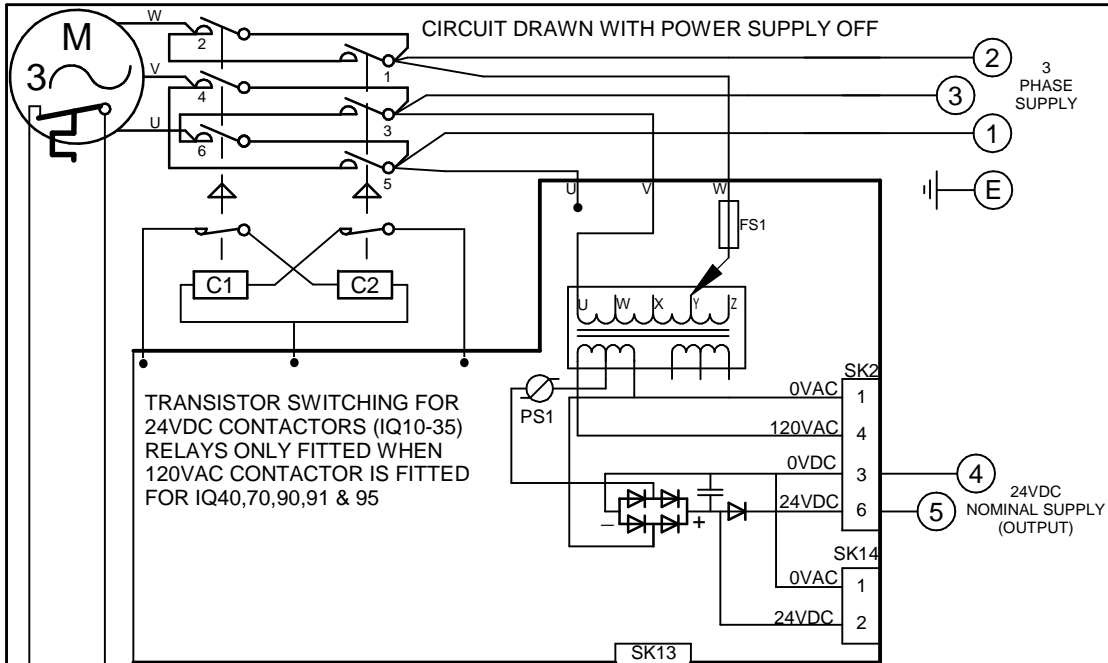 CIRCUIT DRAWN WITH POWER SUPPLY OFF
W
M
3
V
U
2
1
4
3
6
5
2
3
PHASE
SUPPLY
3
1
E
U
V
W
FS1
C1
C2
U
W
X
Y
Z
TRANSISTOR SWITCHING FOR
24VDC CONTACTORS (IQ10-35)
RELAYS ONLY FITTED WHEN
120VAC CONTACTOR IS FITTED
FOR IQ40,70,90,91 & 95
PS1
SK2
0VAC
1
120VAC
4
0VDC
3
4
24VDC
6
5
24VDC
NOMINAL SUPPLY
(OUTPUT)
–
+
SK14
0VAC
1
24VDC
2
SK13